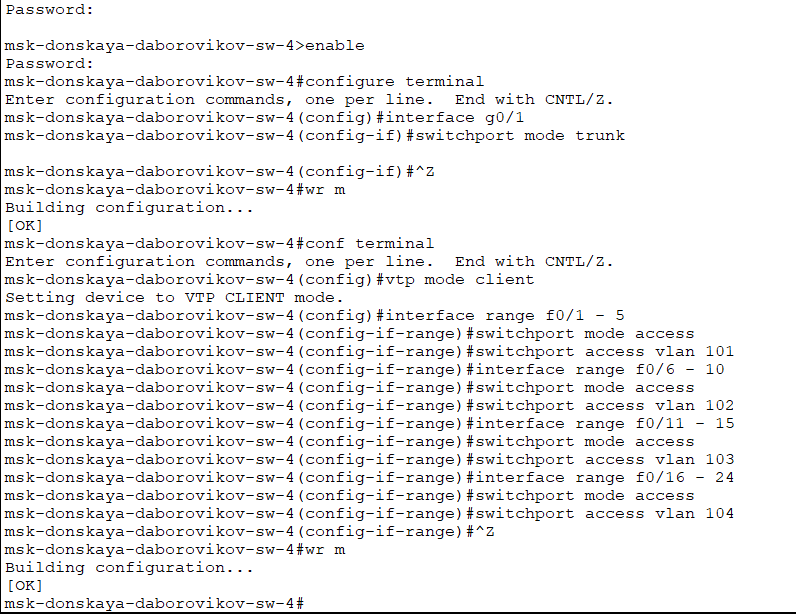 Password:
msk-donskaya-daborovikov-sw-4>enable
Password:
msk-donskaya-daborovikov-sw-4#configure terminal
Enter configuration commands, one per line.  End with CNTL/Z.
msk-donskaya-daborovikov-sw-4(config)#interface g0/1
msk-donskaya-daborovikov-sw-4(config-if)#switchport mode trunk
msk-donskaya-daborovikov-sw-4(config-if)#^Z
msk-donskaya-daborovikov-sw-4#wr m
Building configuration...
[OK]
msk-donskaya-daborovikov-sw-4#conf terminal
Enter configuration commands, one per line.  End with CNTL/Z.
msk-donskaya-daborovikov-sw-4(config)#vtp mode client
Setting device to VTP CLIENT mode.
msk-donskaya-daborovikov-sw-4(config)#interface range f0/1 - 5
msk-donskaya-daborovikov-sw-4(config-if-range)#switchport mode access
msk-donskaya-daborovikov-sw-4(config-if-range)#switchport access vlan 101
msk-donskaya-daborovikov-sw-4(config-if-range)#interface range f0/6 - 10
msk-donskaya-daborovikov-sw-4(config-if-range)#switchport mode access
msk-donskaya-daborovikov-sw-4(config-if-range)#switchport access vlan 102
msk-donskaya-daborovikov-sw-4(config-if-range)#interface range f0/11 - 15
msk-donskaya-daborovikov-sw-4(config-if-range)#switchport mode access
msk-donskaya-daborovikov-sw-4(config-if-range)#switchport access vlan 103
msk-donskaya-daborovikov-sw-4(config-if-range)#interface range f0/16 - 24
msk-donskaya-daborovikov-sw-4(config-if-range)#switchport mode access
msk-donskaya-daborovikov-sw-4(config-if-range)#switchport access vlan 104
msk-donskaya-daborovikov-sw-4(config-if-range)#^Z
msk-donskaya-daborovikov-sw-4#wr m
Building configuration...
[OK]
msk-donskaya-daborovikov-sw-4#